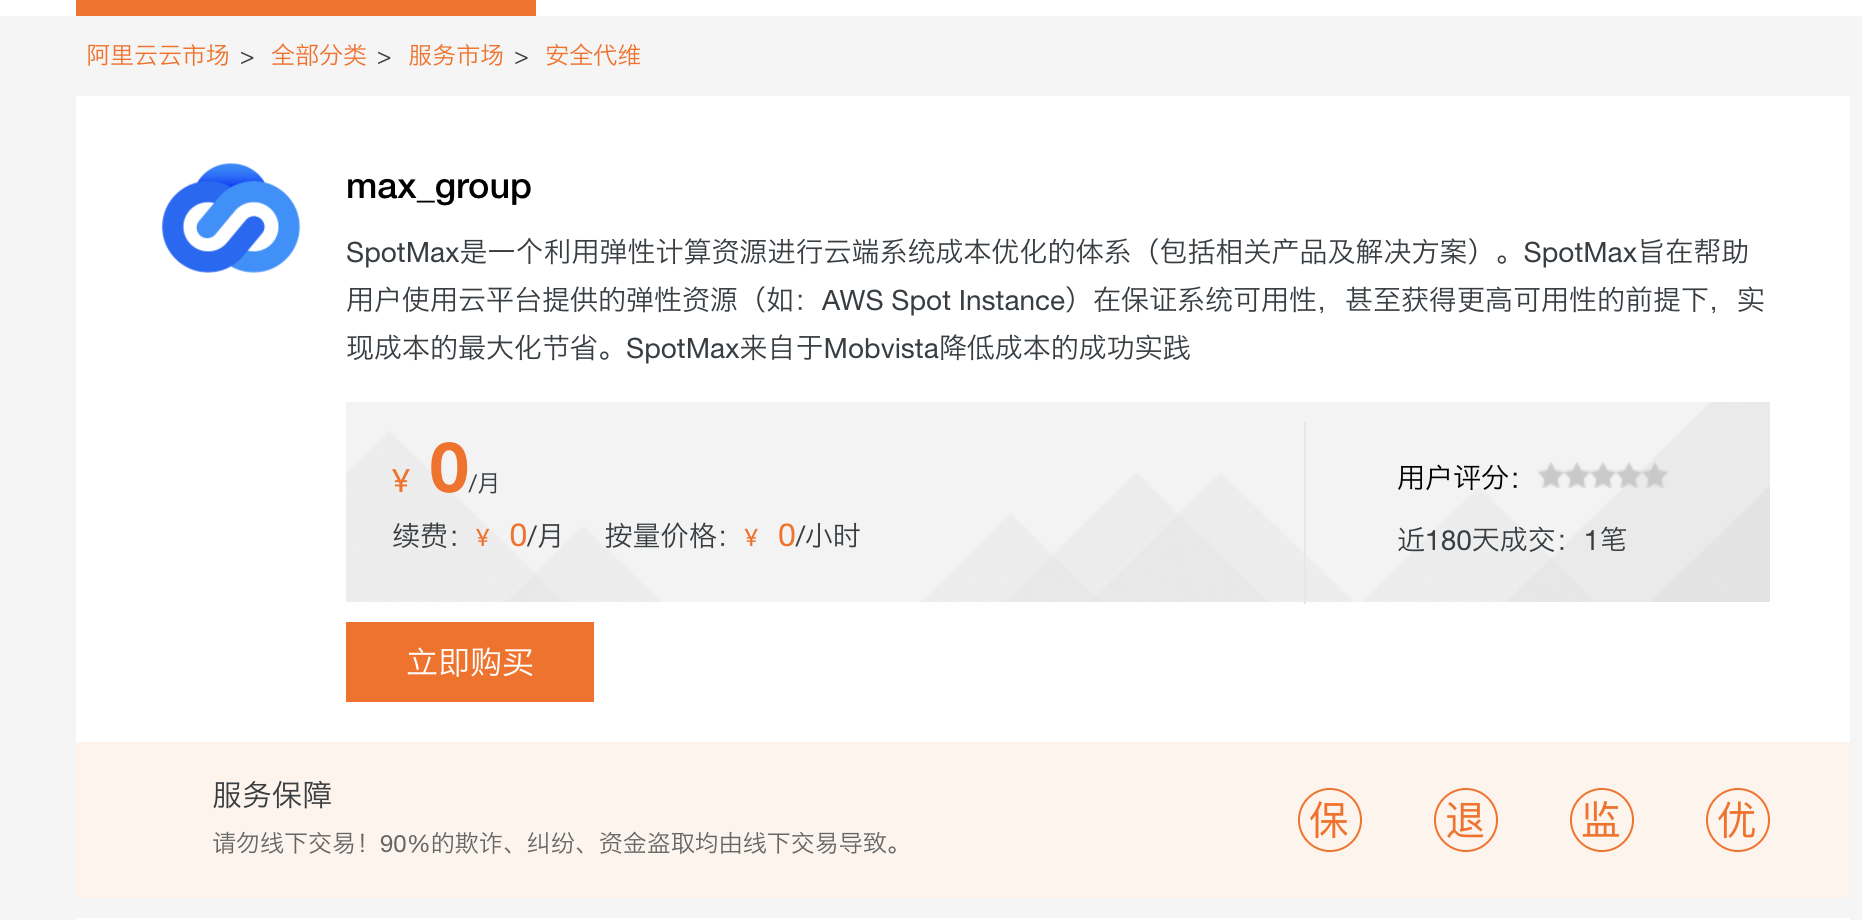 阿里云云市场 > 全部分类 > 服务市场 > 安全代维
max_group
SpotMax是一个利用弹性计算资源进行云端系统成本优化的体系（包括相关产品及解决方案）。SpotMax旨在帮助
用户使用云平台提供的弹性资源（如：AWS Spot Instance）在保证系统可用性，甚至获得更高可用性的前提下，实
现成本的最大化节省。SpotMax来自于Mobvista降低成本的成功实践
¥ 0/月
续费：¥ 0/月 按量价格：¥ 0/小时
用户评分：
近180天成交：1笔
立即购买
服务保障
请勿线下交易！90%的欺诈、纠纷、资金盗取均由线下交易导致。
保 退 监 优